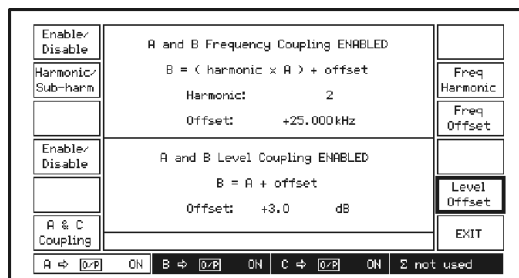 Enable/
Disable
Harmonic/
Sub-harm
Enable/
Disable
A & C
Coupling
A and B Frequency Coupling ENABLED
B = ( harmonic x A ) + offset
Harmonic: 2
Offset: +25.000kHz
A and B Level Coupling ENABLED
B = A + offset
Offset: +3.0 dB
Freq
Harmonic
Freq
Offset
Level
Offset
EXIT
A ⇨ O/P ON B ⇨ O/P ON C ⇨ O/P ON Σ not used